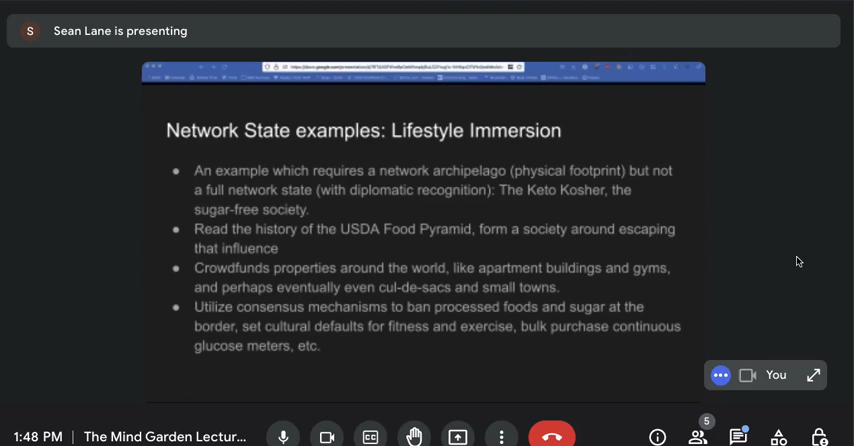 S Sean Lane is presenting
Network State examples: Lifestyle Immersion
● An example which requires a network archipelago (physical footprint) but not
a full network state (with diplomatic recognition): The Keto Kosher, the
sugar-free society.
● Read the history of the USDA Food Pyramid, form a society around escaping
that influence
● Crowdfunds properties around the world, like apartment buildings and gyms,
and perhaps eventually even cul-de-sacs and small towns.
● Utilize consensus mechanisms to ban processed foods and sugar at the
border, set cultural defaults for fitness and exercise, bulk purchase continuous
glucose meters, etc.
You
5
1:48 PM | The Mind Garden Lectur...
CC